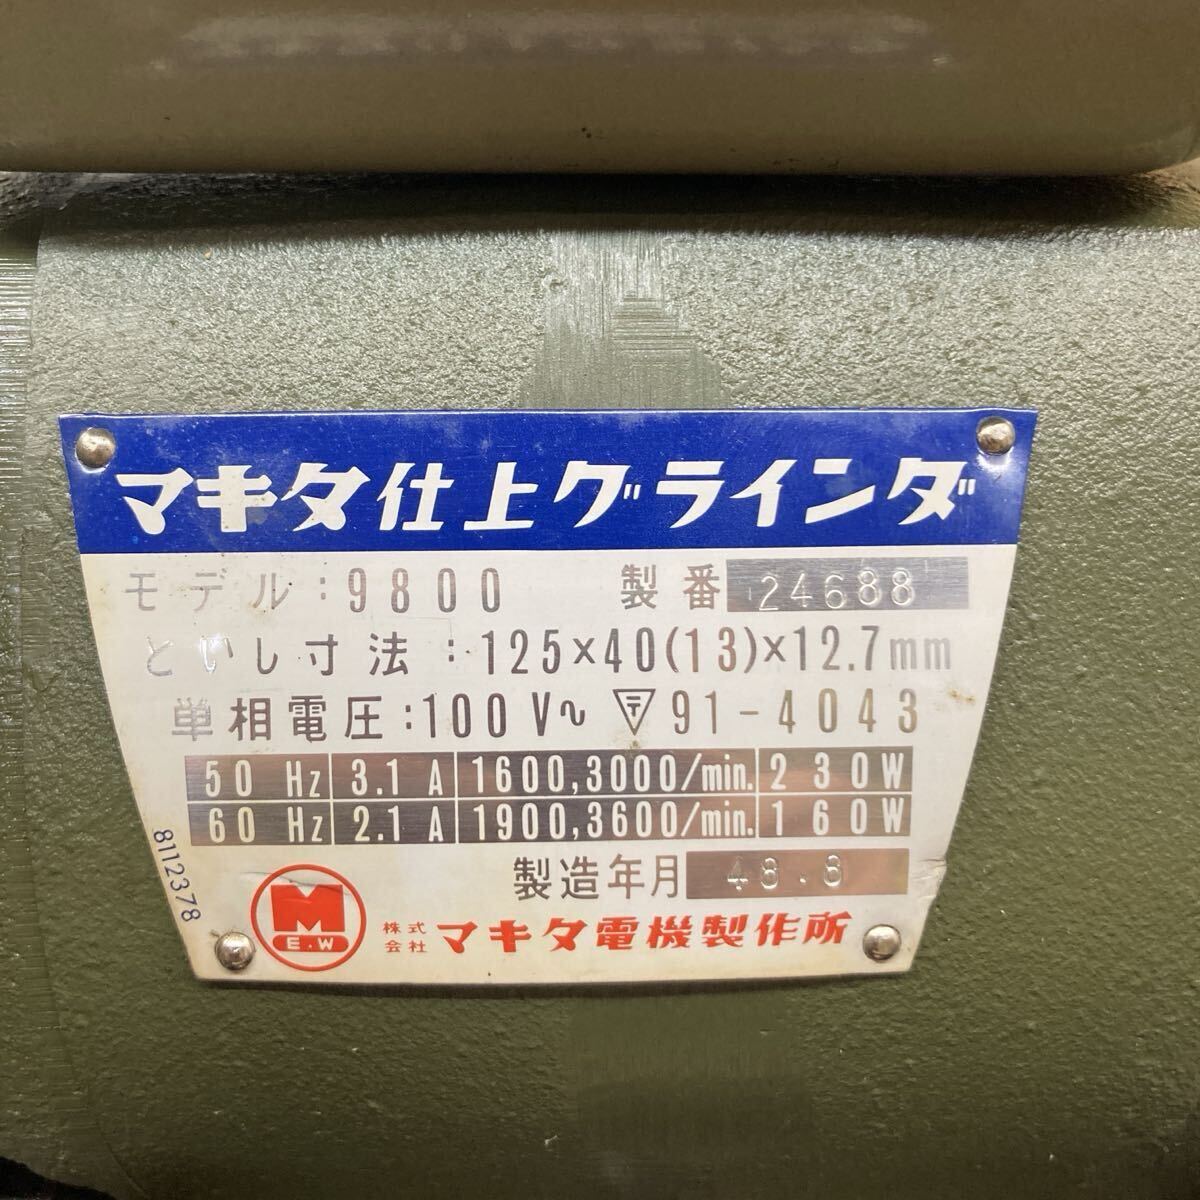 マキタ仕上グラインダ
モデル:9800 製番 24688
といし寸法:125×40(13)×12.7mm
単相電圧:100V~ 〒91-4043
50 Hz 3.1 A 1600,3000/min. 230W
60 Hz 2.1 A 1900,3600/min. 160W
製造年月 48.8
8112378
M
E.W
株式会社 マキタ電機製作所